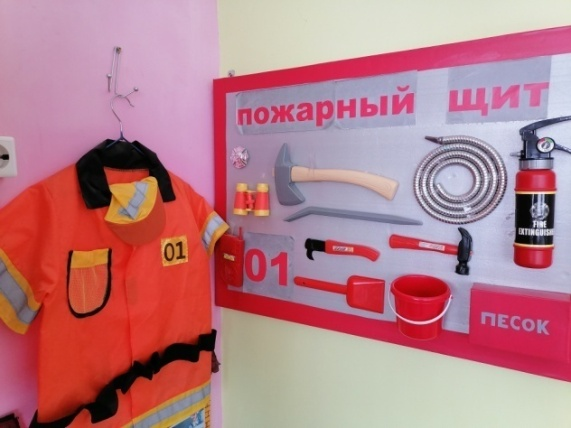 пожарный щит
01
01
FIRE
EXTINGUISHER
ПЕСОК